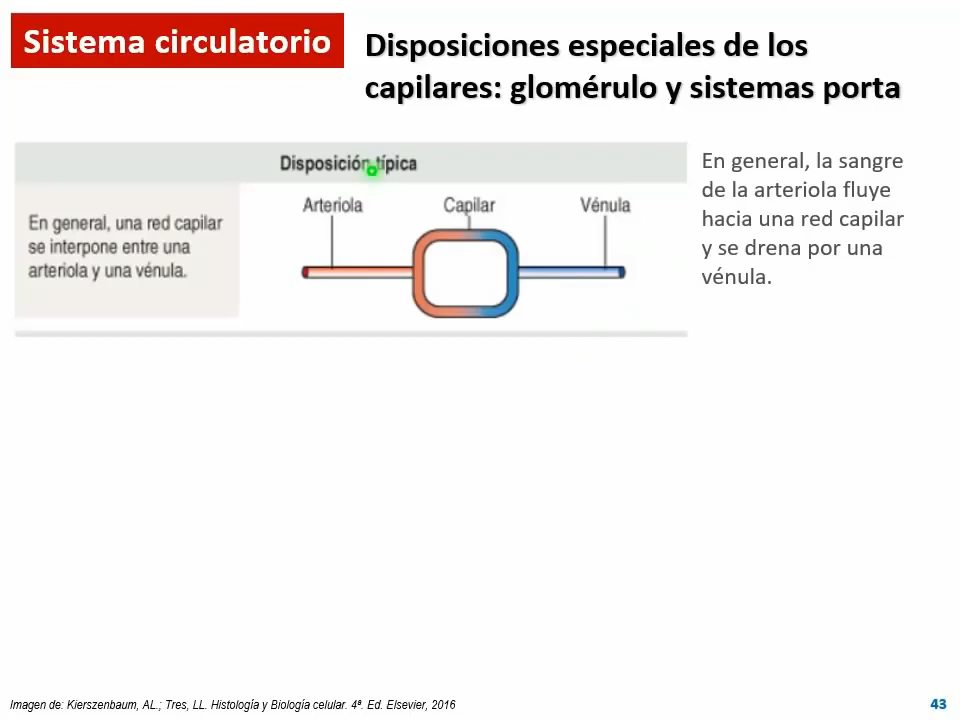 Sistema circulatorio
Disposiciones especiales de los
capilares: glomérulo y sistemas porta
Disposición típica
En general, una red capilar
se interpone entre una
arteriola y una vénula.
Arteriola
Capilar
Vénula
En general, la sangre
de la arteriola fluye
hacia una red capilar
y se drena por una
vénula.
Imagen de: Kierszenbaum, AL.; Tres, LL. Histología y Biología celular. 4ª. Ed. Elsevier, 2016
43